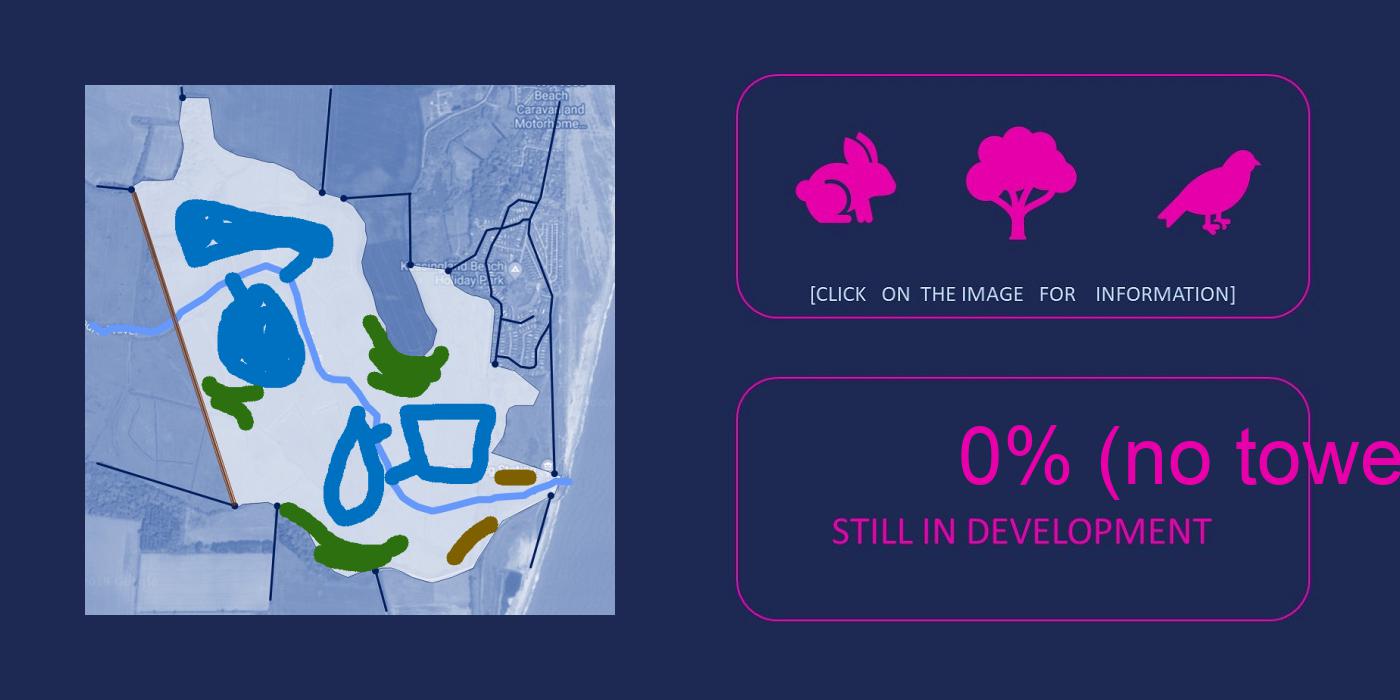 Beach
Caravan and
Motorhome...
Kessingland Beach
Holiday Park
[CLICK ON THE IMAGE FOR INFORMATION]
0% (no towe
STILL IN DEVELOPMENT